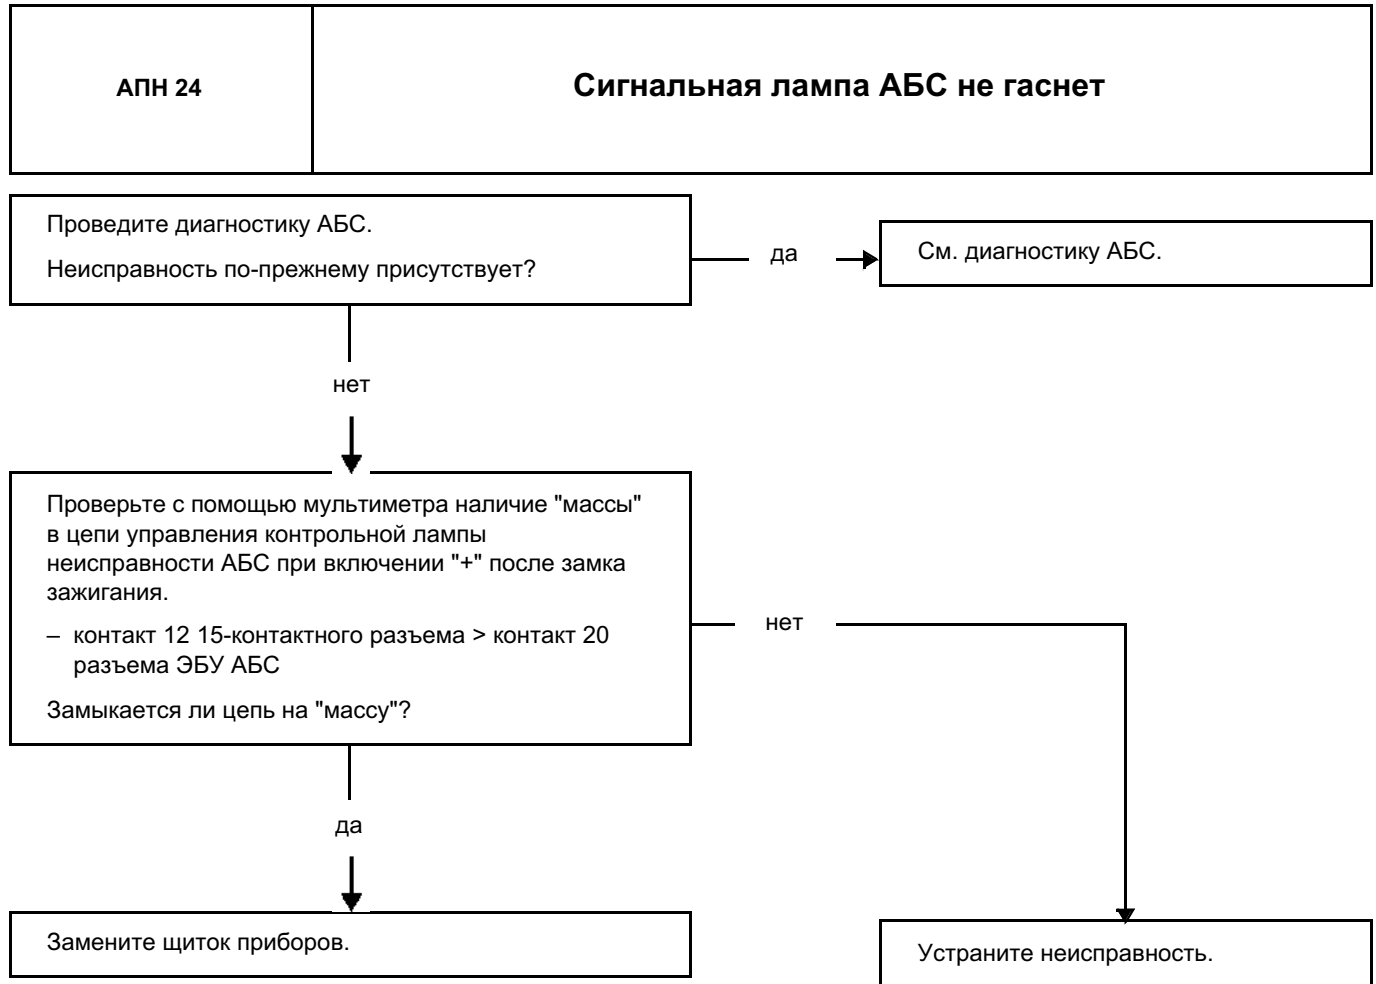 АПН 24
Сигнальная лампа АБС не гаснет
Проведите диагностику АБС.
Неисправность по-прежнему присутствует?
да
См. диагностику АБС.
нет
Проверьте с помощью мультиметра наличие "массы"
в цепи управления контрольной лампы
неисправности АБС при включении "+" после замка
зажигания.
– контакт 12 15-контактного разъема > контакт 20
разъема ЭБУ АБС
Замыкается ли цепь на "массу"?
нет
да
Замените щиток приборов.
Устраните неисправность.